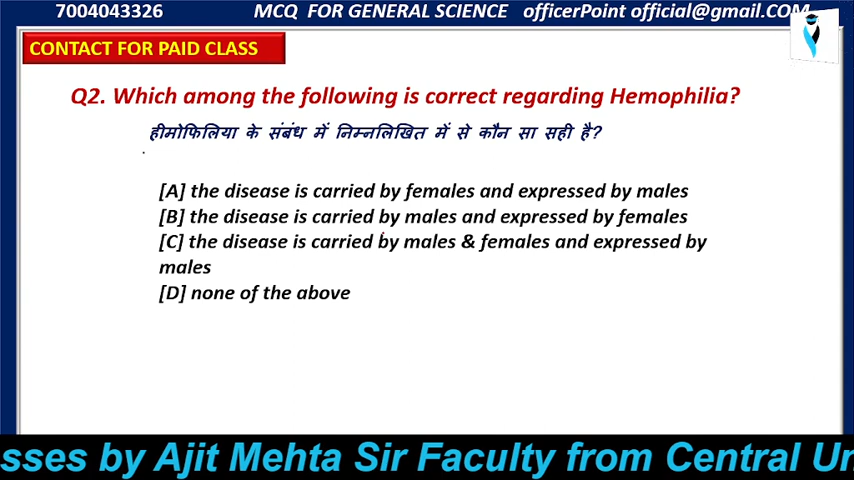 7004043326 MCQ FOR GENERAL SCIENCE officerPoint official@gmail.COM
CONTACT FOR PAID CLASS
Q2. Which among the following is correct regarding Hemophilia?
हीमोफिलिया के संबंध में निम्नलिखित में से कौन सा सही है?
[A] the disease is carried by females and expressed by males
[B] the disease is carried by males and expressed by females
[C] the disease is carried by males & females and expressed by
males
[D] none of the above
sses by Ajit Mehta Sir Faculty from Central Un